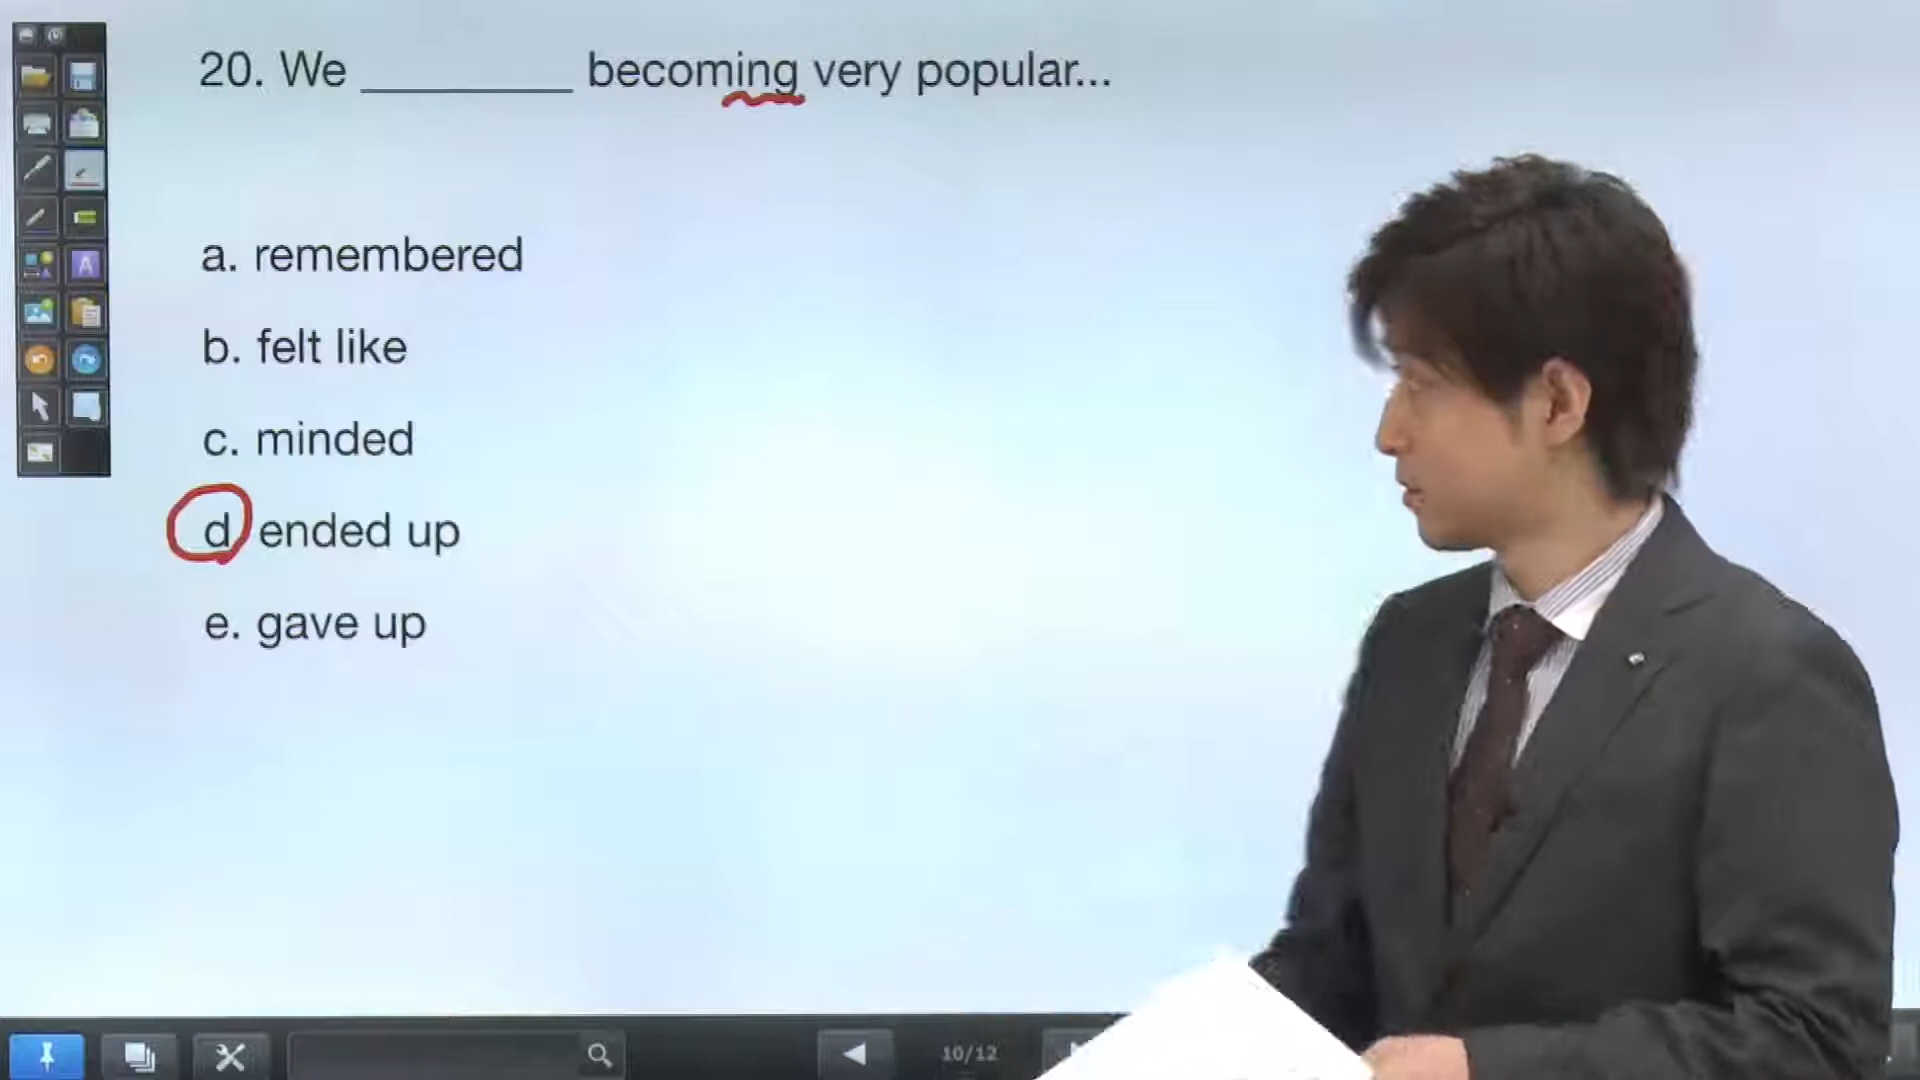 20. We ________ becoming very popular...
a. remembered
b. felt like
c. minded
d. ended up
e. gave up
10/12